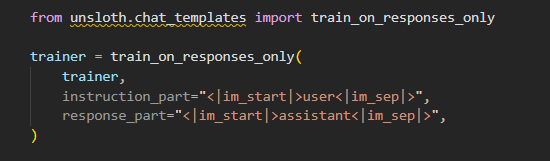 from unsloth.chat_templates import train_on_responses_only
trainer = train_on_responses_only(
    trainer,
    instruction_part="<|im_start|>user<|im_sep|>",
    response_part="<|im_start|>assistant<|im_sep|>",
)